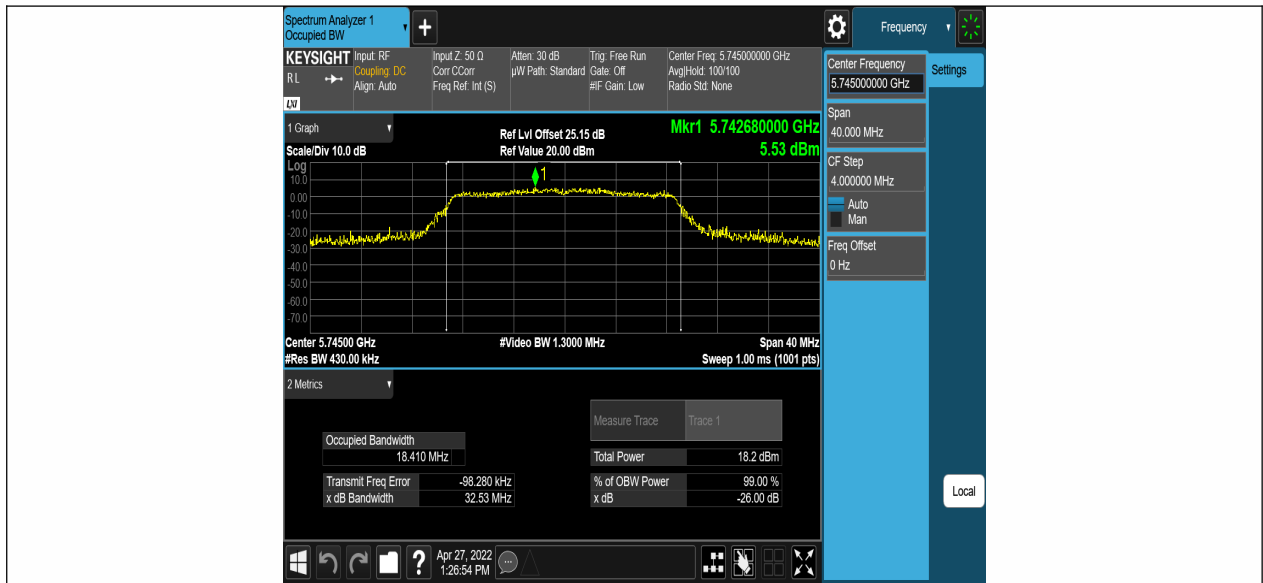 Spectrum Analyzer 1
Occupied BW
+
Frequency
KEYSIGHT
RL
LXI
Input: RF
Coupling: DC
Align: Auto
Input Z: 50 Ω
Corr CCorr
Freq Ref: Int (S)
Atten: 30 dB
µW Path: Standard
Trig: Free Run
Gate: Off
#IF Gain: Low
Center Freq: 5.745000000 GHz
Avg|Hold: 100/100
Radio Std: None
Center Frequency
5.745000000 GHz
Settings
Span
40.000 MHz
CF Step
4.000000 MHz
Auto
Man
Freq Offset
0 Hz
Local
1 Graph
Ref Lvl Offset 25.15 dB
Mkr1 5.742680000 GHz
Scale/Div 10.0 dB
Ref Value 20.00 dBm
5.53 dBm
Log
1
10.0
0.00
-10.0
-20.0
-30.0
-40.0
-50.0
-60.0
-70.0
Center 5.74500 GHz
#Video BW 1.3000 MHz
Span 40 MHz
#Res BW 430.00 kHz
Sweep 1.00 ms (1001 pts)
2 Metrics
Measure Trace
Trace 1
Occupied Bandwidth
18.410 MHz
Total Power
18.2 dBm
Transmit Freq Error
-98.280 kHz
% of OBW Power
99.00 %
x dB Bandwidth
32.53 MHz
x dB
-26.00 dB
?
Apr 27, 2022
1:26:54 PM